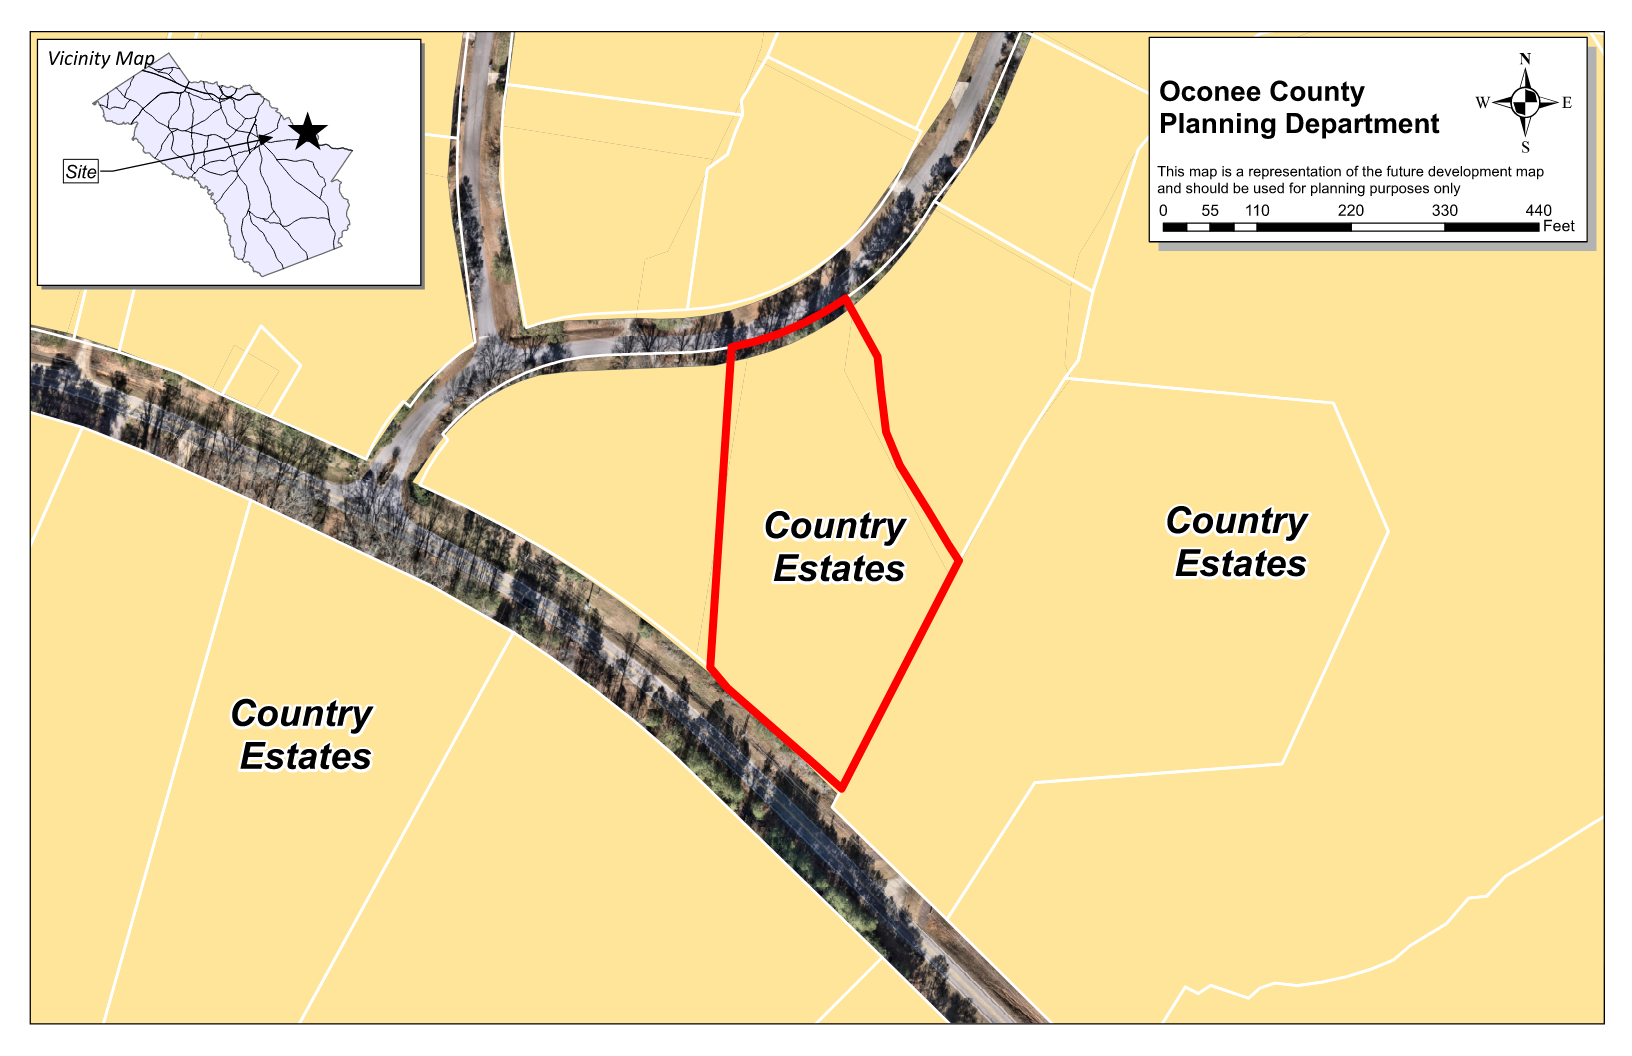 Vicinity Map
Site
Oconee County
Planning Department
N
W
E
S
This map is a representation of the future development map
and should be used for planning purposes only
0 55 110 220 330 440
Feet
Country
Estates
Country
Estates
Country
Estates